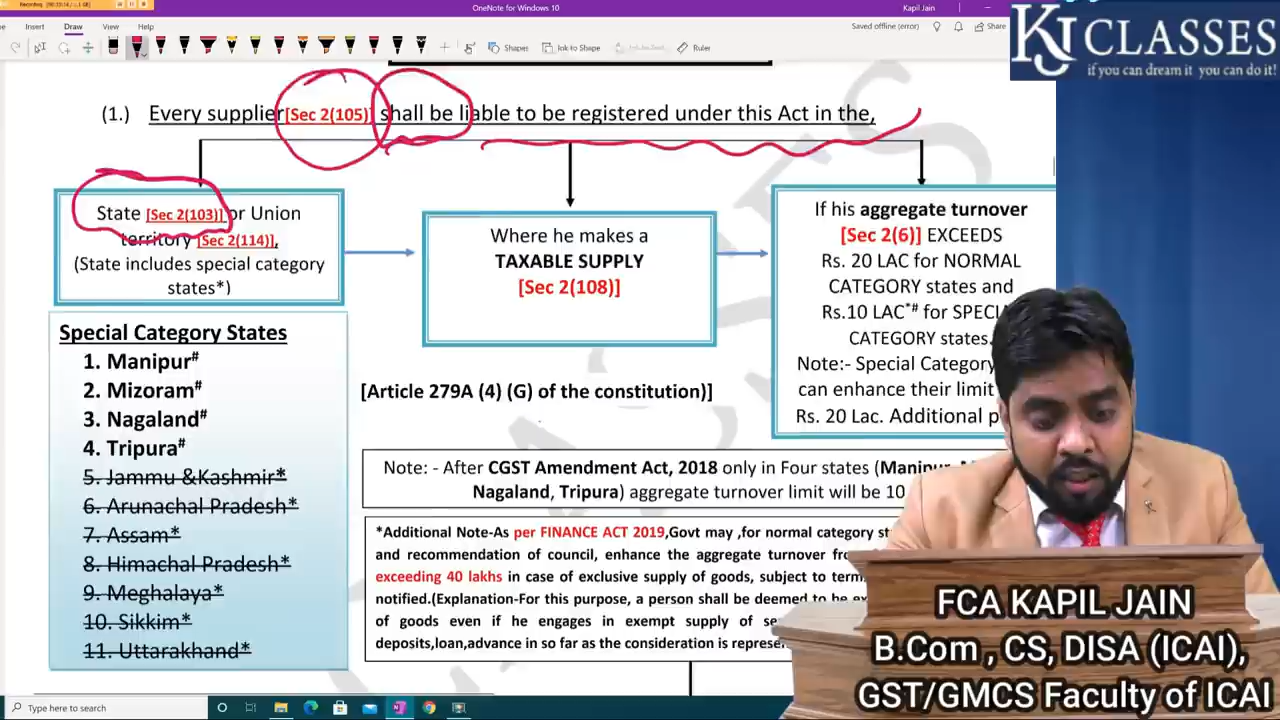 OneNote for Windows 10
Kapil Jain
Insert Draw View Help
Saved offline (error)
Share
Shapes
Ink to Shape
Ruler
KJ CLASSES
if you can dream it you can do it!
(1.) Every supplier[Sec 2(105)] shall be liable to be registered under this Act in the,
State [Sec 2(103)] or Union
territory [Sec 2(114)],
(State includes special category
states*)
Where he makes a
TAXABLE SUPPLY
[Sec 2(108)]
If his aggregate turnover
[Sec 2(6)] EXCEEDS
Rs. 20 LAC for NORMAL
CATEGORY states and
Rs.10 LAC*# for
CATEGORY states.
Note:- Special Category
can enhance their limit
Rs. 20 Lac. Additional
Special Category States
1. Manipur#
2. Mizoram#
3. Nagaland#
4. Tripura#
5. Jammu &Kashmir*
6. Arunachal Pradesh*
7. Assam*
8. Himachal Pradesh*
9. Meghalaya*
10. Sikkim*
11. Uttarakhand*
[Article 279A (4) (G) of the constitution)]
Note: - After CGST Amendment Act, 2018 only in Four states (Manipur,
Nagaland, Tripura) aggregate turnover limit will be 10
*Additional Note-As per FINANCE ACT 2019,Govt may ,for normal category
and recommendation of council, enhance the aggregate turnover
exceeding 40 lakhs in case of exclusive supply of goods, subject to
notified.(Explanation-For this purpose, a person shall be deemed to be
of goods even if he engages in exempt supply of
deposits,loan,advance in so far as the consideration is
FCA KAPIL JAIN
B.Com , CS, DISA (ICAI),
GST/GMCS Faculty of ICAI
Type here to search